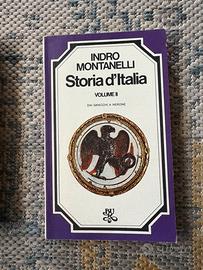 INDRO
MONTANELLI
Storia d'Italia
VOLUME II
DAI GRACCHI A NERONE
BUR